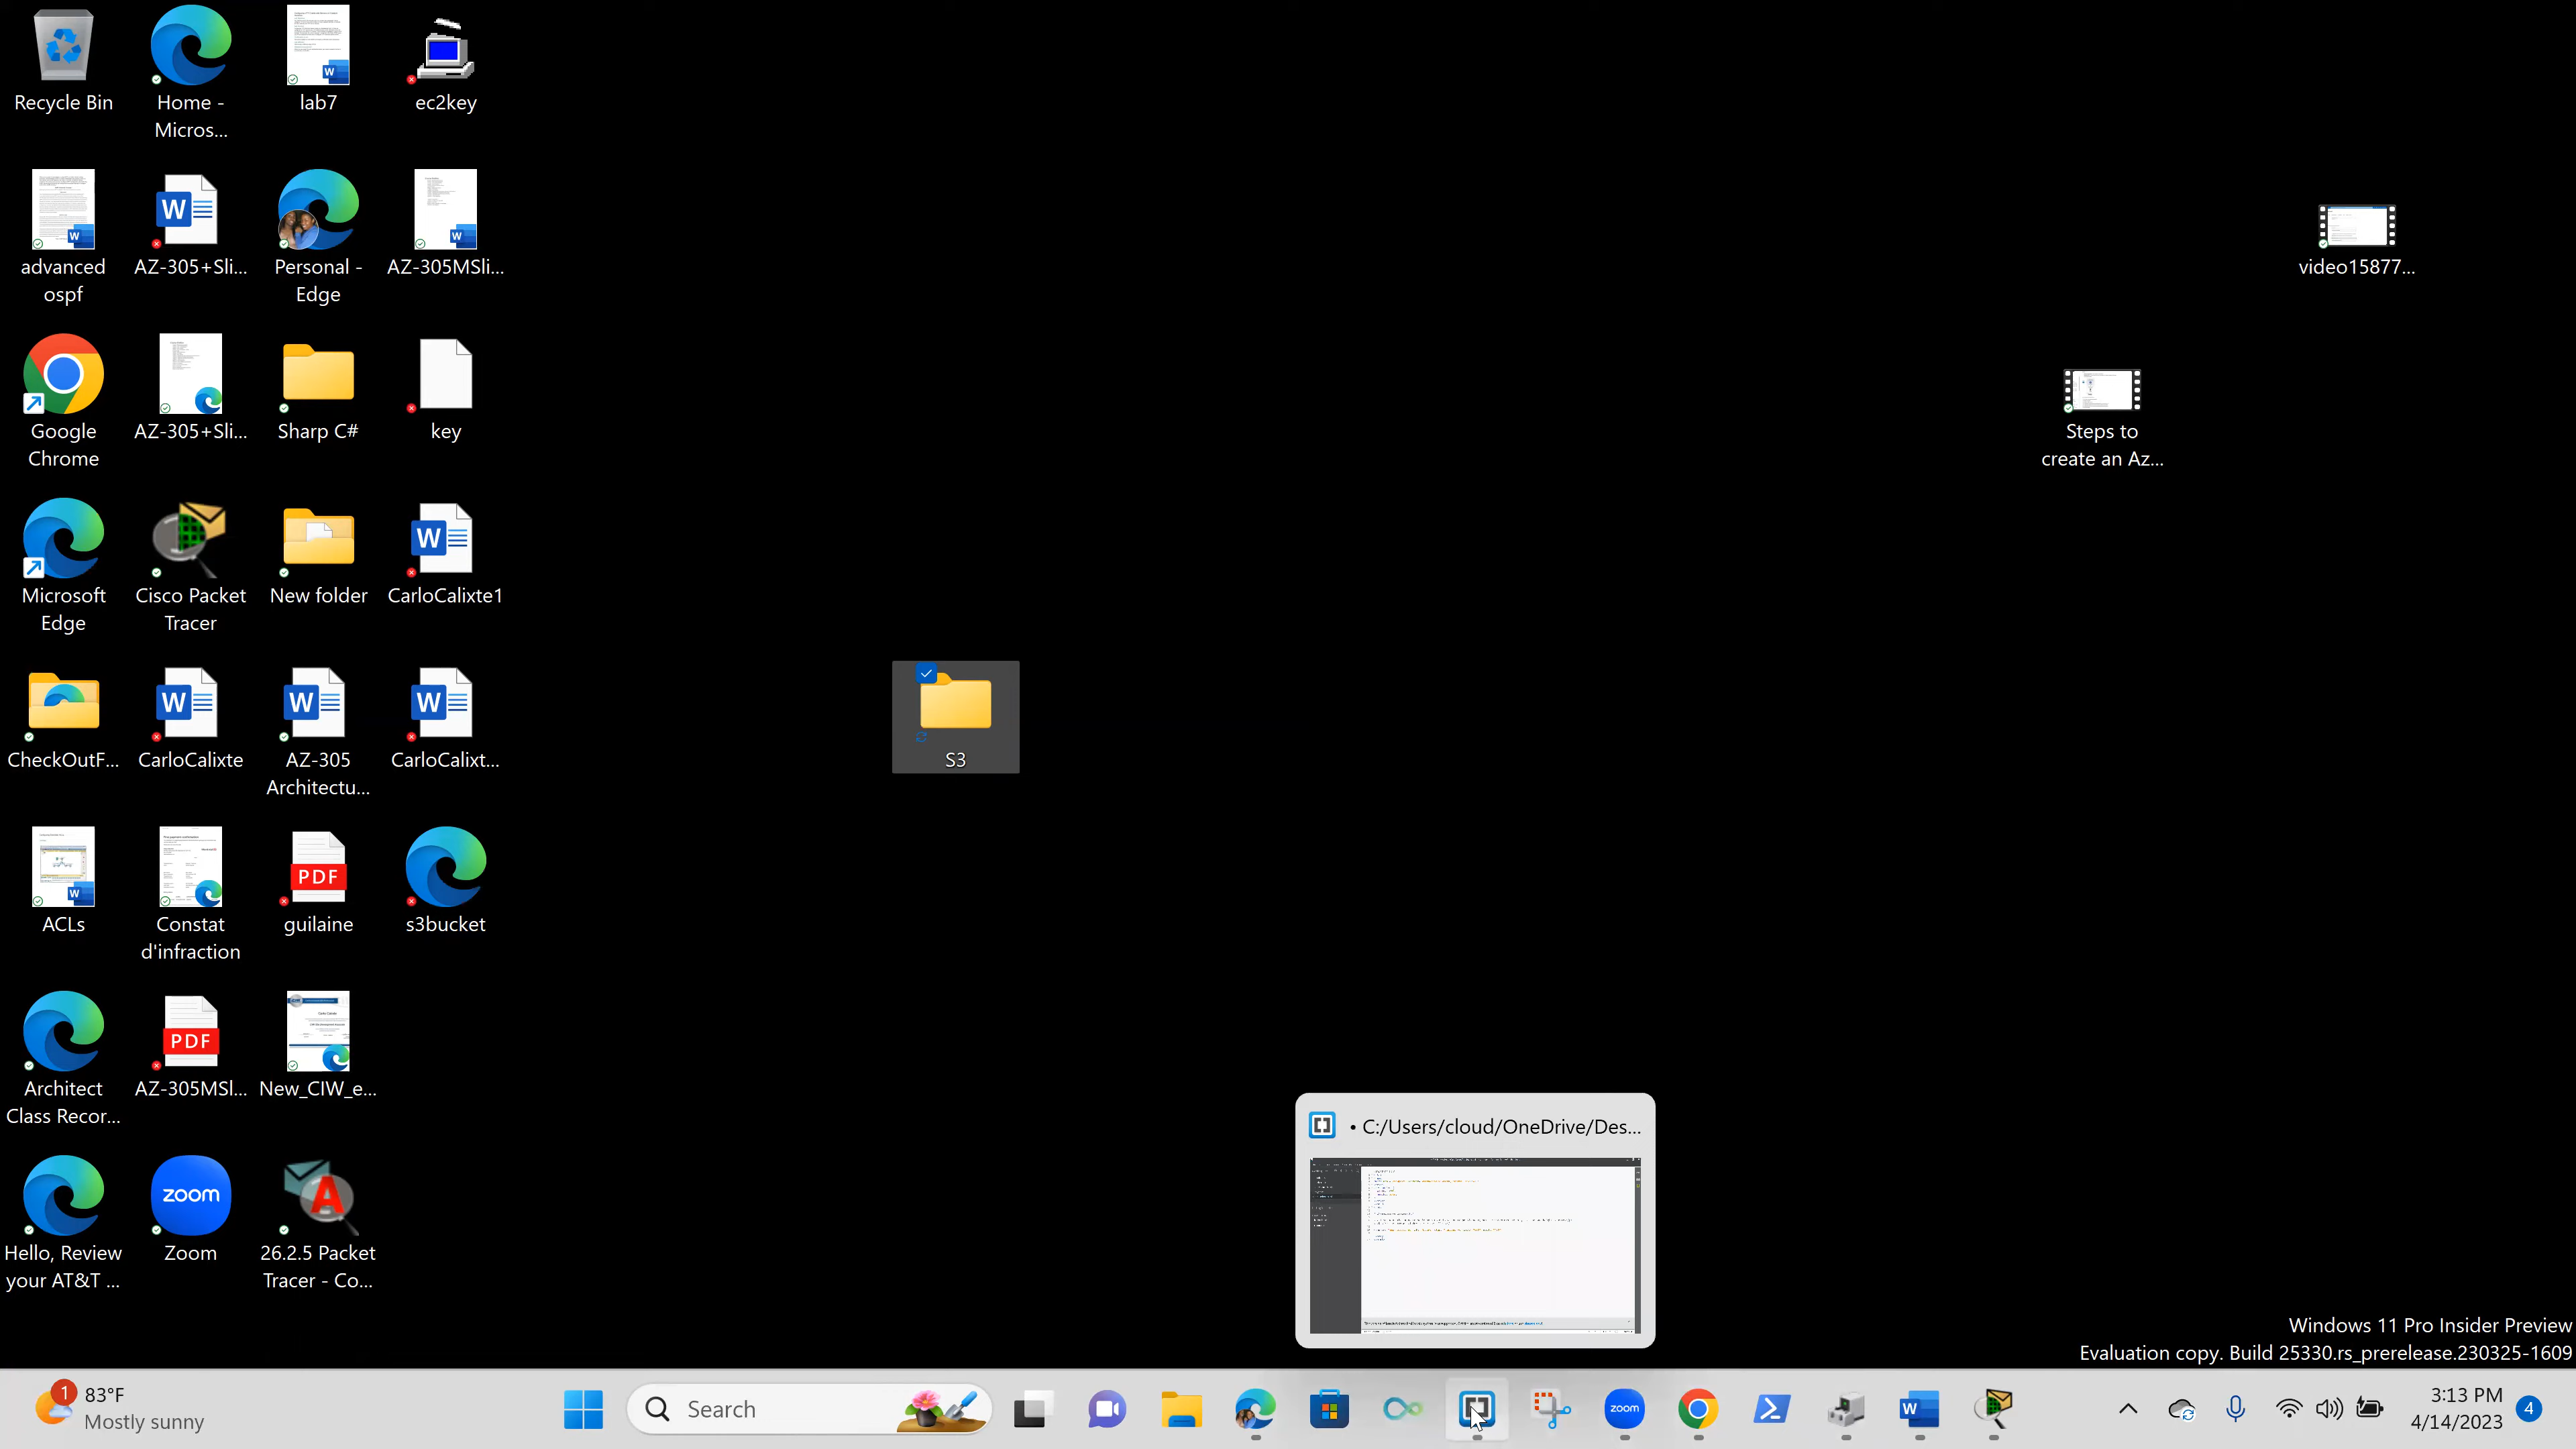 Recycle Bin
Home -
Micros...
lab7
ec2key
advanced
ospf
AZ-305+Sli...
Personal -
Edge
AZ-305MSli...
video15877...
Google
Chrome
AZ-305+Sli...
Sharp C#
key
Steps to
create an Az...
Microsoft
Edge
Cisco Packet
Tracer
New folder
CarloCalixte1
CheckOutF...
CarloCalixte
AZ-305
Architectu...
CarloCalixt...
S3
ACLs
Constat
d'infraction
PDF
guilaine
s3bucket
Architect
Class Recor...
PDF
AZ-305MSl...
New_CIW_e...
Hello, Review
your AT&T ...
zoom
Zoom
26.2.5 Packet
Tracer - Co...
• C:/Users/cloud/OneDrive/Des...
Windows 11 Pro Insider Preview
Evaluation copy. Build 25330.rs_prerelease.230325-1609
1
83°F
Mostly sunny
Search
zoom
3:13 PM
4/14/2023
4